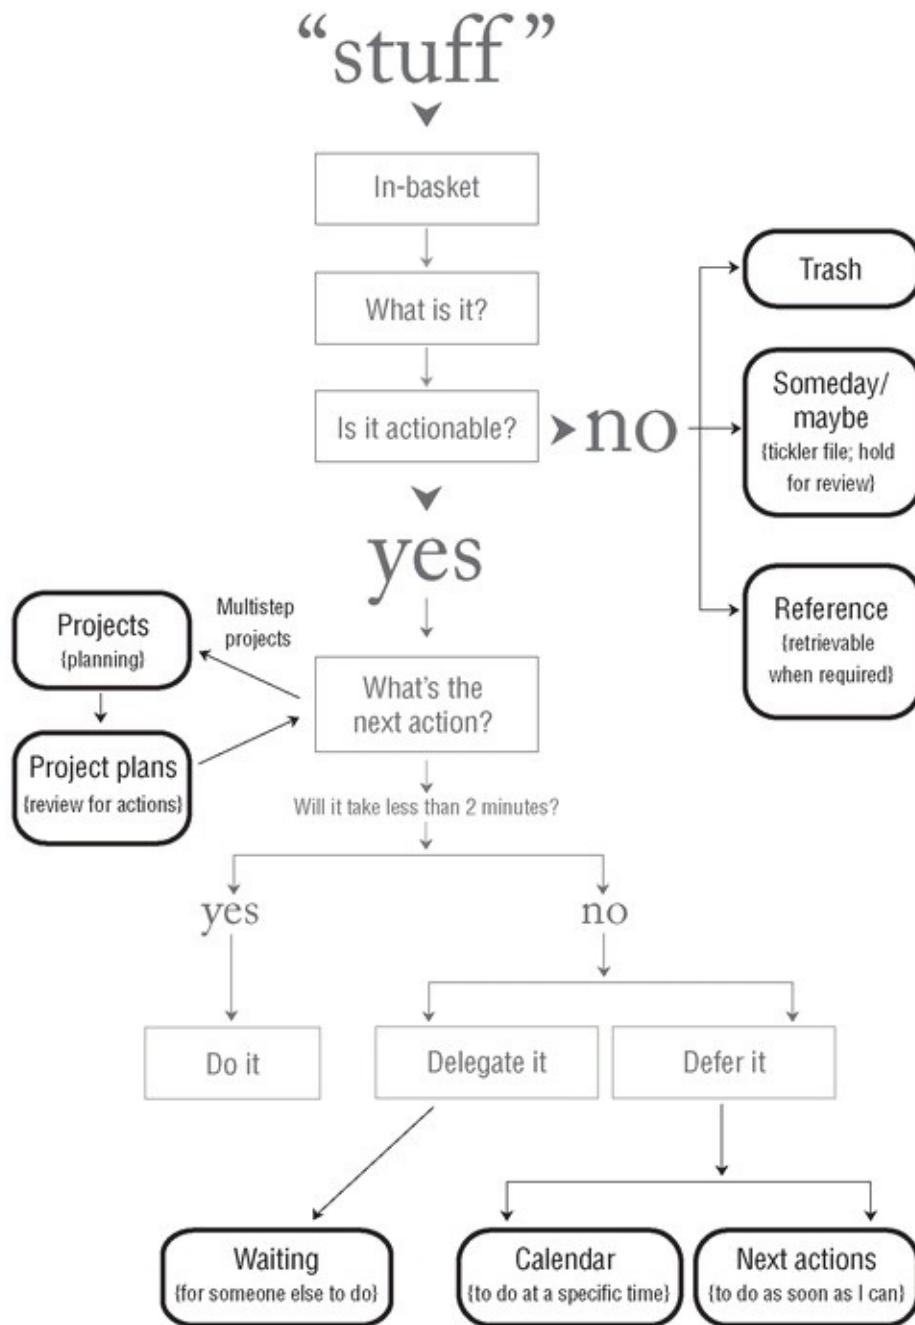 “stuff”
In-basket
What is it?
Is it actionable?
no
Trash
Someday/
maybe
{tickler file; hold
for review}
Reference
{retrievable
when required}
yes
Multistep
projects
Projects
{planning}
Project plans
{review for actions}
What's the
next action?
Will it take less than 2 minutes?
yes
no
Do it
Delegate it
Defer it
Waiting
{for someone else to do}
Calendar
{to do at a specific time}
Next actions
{to do as soon as I can}